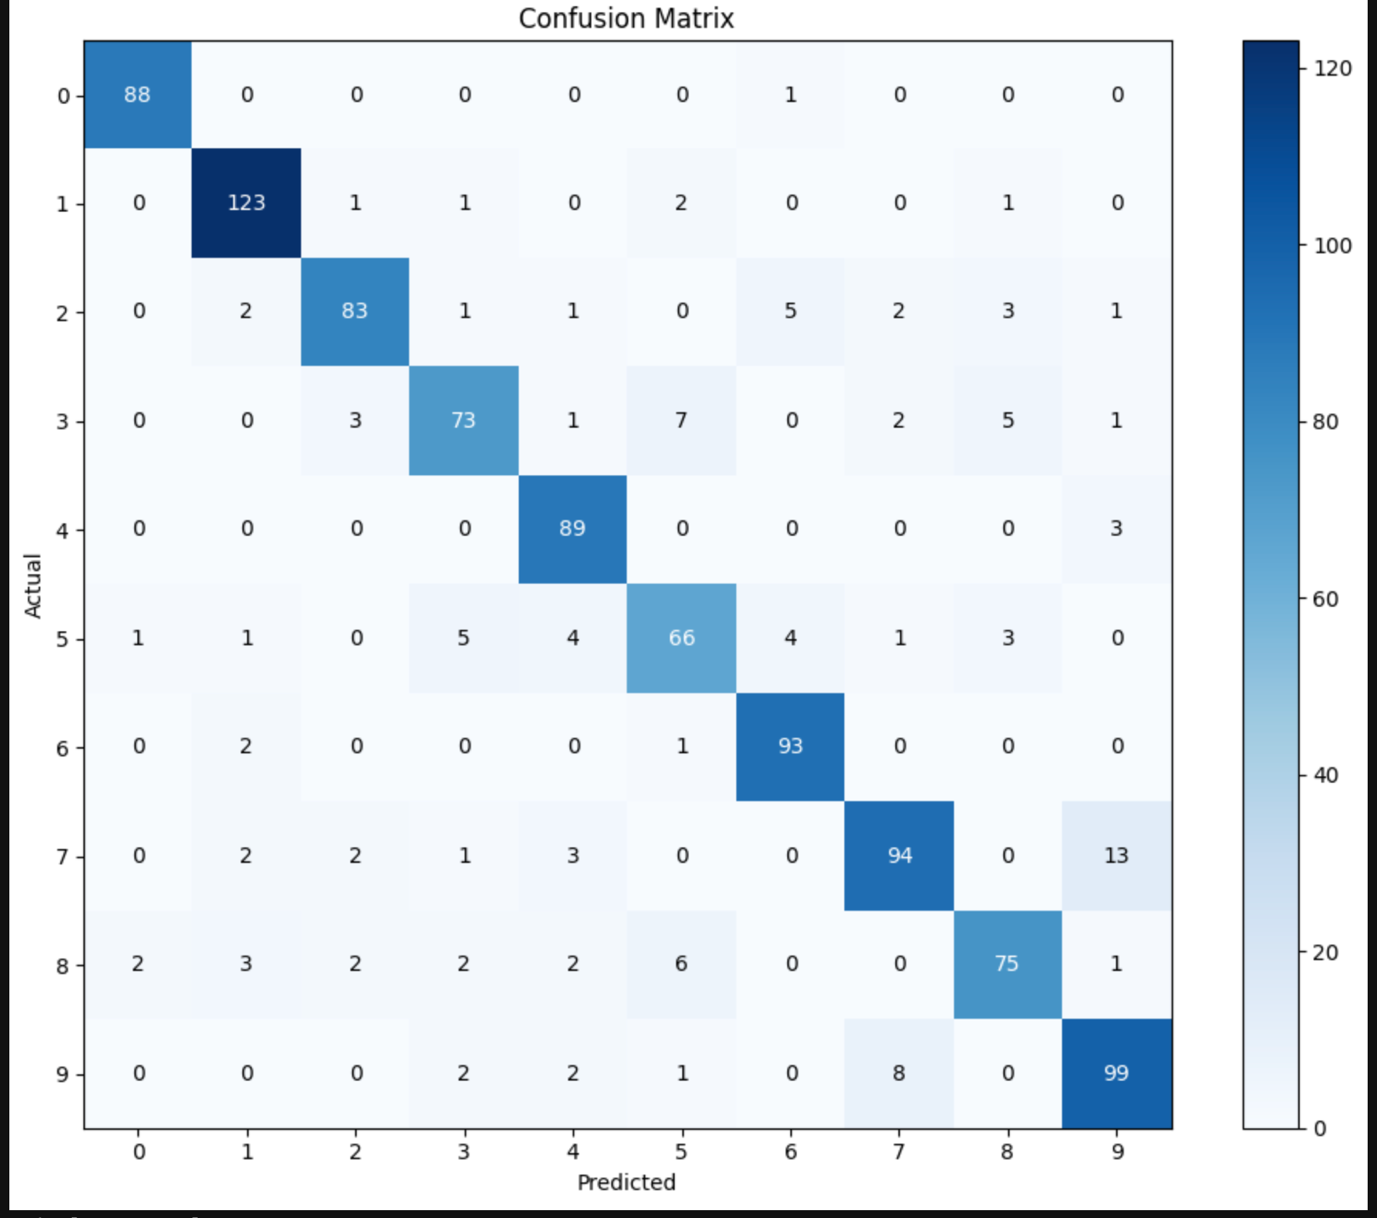 Confusion Matrix
0 88 0 0 0 0 0 1 0 0 0
1 0 123 1 1 0 2 0 0 1 0
2 0 2 83 1 1 0 5 2 3 1
3 0 0 3 73 1 7 0 2 5 1
4 0 0 0 0 89 0 0 0 0 3
5 1 1 0 5 4 66 4 1 3 0
6 0 2 0 0 0 1 93 0 0 0
7 0 2 2 1 3 0 0 94 0 13
8 2 3 2 2 2 6 0 0 75 1
9 0 0 0 2 2 1 0 8 0 99
0 1 2 3 4 5 6 7 8 9
Predicted
Actual
120
100
80
60
40
20
0